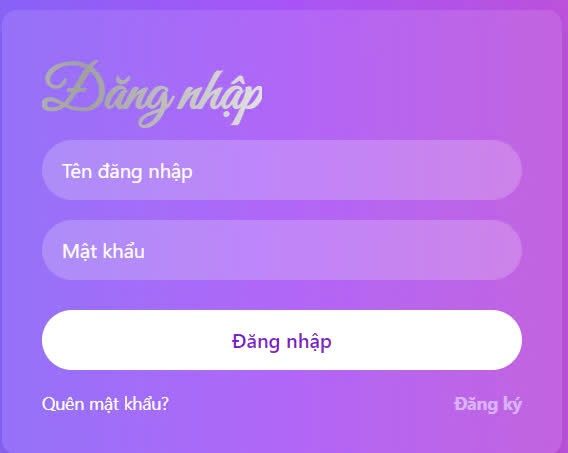 Đăng nhập
Tên đăng nhập
Mật khẩu
Đăng nhập
Quên mật khẩu?
Đăng ký